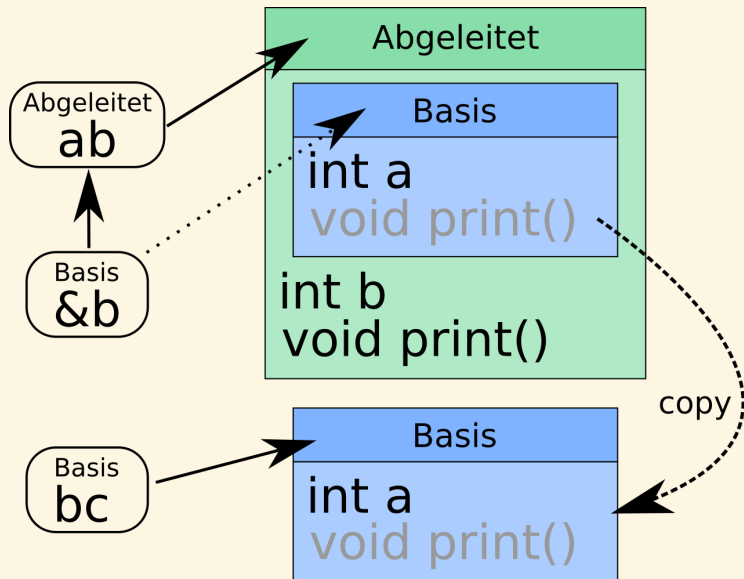 Abgeleitet
Abgeleitet
ab
Basis
int a
void print()
Basis
&b
int b
void print()
copy
Basis
Basis
bc
int a
void print()